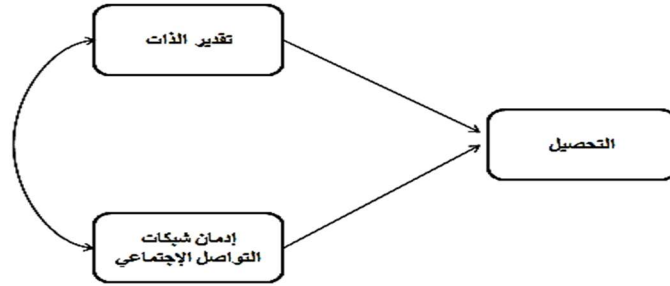 تقدير الذات
التحصيل
إدمان شبكات
التواصل الإجتماعي